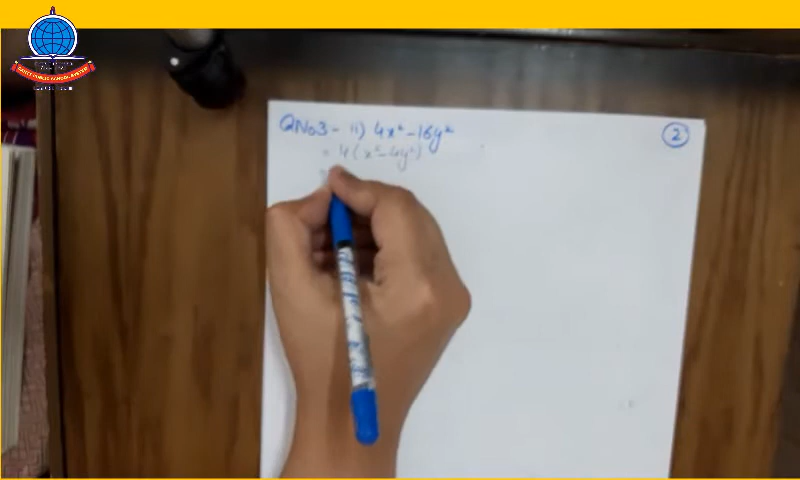 QNo3- ii) 4x² - 16y²
②
= 4(x² - 4y²)
=